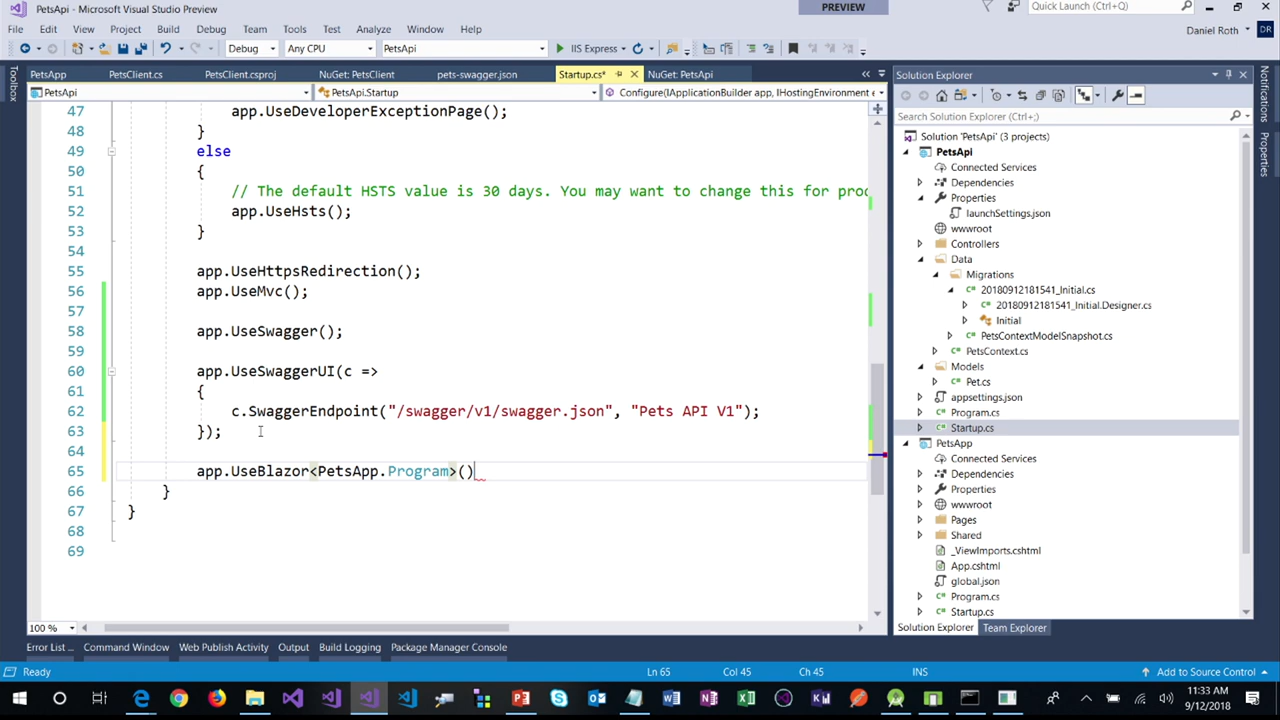 PetsApi - Microsoft Visual Studio Preview
PREVIEW
Quick Launch (Ctrl+;)
File Edit View Project Build Debug Team Tools Test Analyze Window Help
Daniel Roth DR
Debug Any CPU PetsApi IIS Express
PetsApp PetsClient.cs PetsClient.csproj NuGet: PetsClient pets-swagger.json Startup.cs* NuGet: PetsApi
PetsApi PetsApi.Startup Configure(IApplicationBuilder app, IHostingEnvironment e
Toolbox
47 app.UseDeveloperExceptionPage();
48 }
49 else
50 {
51 // The default HSTS value is 30 days. You may want to change this for prod
52 app.UseHsts();
53 }
54
55 app.UseHttpsRedirection();
56 app.UseMvc();
57
58 app.UseSwagger();
59
60 app.UseSwaggerUI(c =>
61 {
62 c.SwaggerEndpoint("/swagger/v1/swagger.json", "Pets API V1");
63 });
64
65 app.UseBlazor<PetsApp.Program>()
66 }
67 }
68
69
100 %
Solution Explorer
Search Solution Explorer (Ctrl+;)
Solution 'PetsApi' (3 projects)
PetsApi
Connected Services
Dependencies
Properties
launchSettings.json
wwwroot
Controllers
Data
Migrations
20180912181541_Initial.cs
20180912181541_Initial.Designer.cs
Initial
PetsContextModelSnapshot.cs
PetsContext.cs
Models
Pet.cs
appsettings.json
Program.cs
Startup.cs
PetsApp
Connected Services
Dependencies
Properties
wwwroot
Pages
Shared
_ViewImports.cshtml
App.cshtml
global.json
Program.cs
Startup.cs
Solution Explorer Team Explorer
Notifications
Properties
Error List ... Command Window Web Publish Activity Output Build Logging Package Manager Console
Ready Ln 65 Col 45 Ch 45 INS Add to Source Control
11:33 AM
9/12/2018